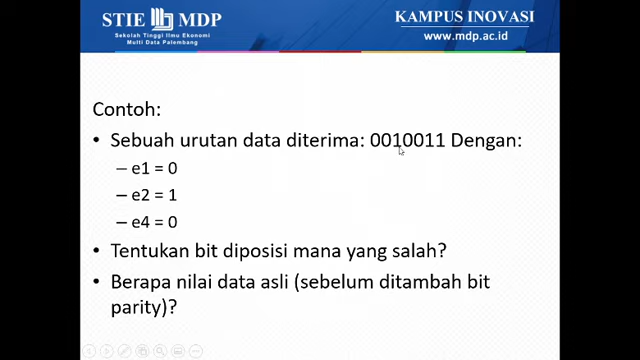 STIE MDP
Sekolah Tinggi Ilmu Ekonomi
Multi Data Palembang
KAMPUS INOVASI
www.mdp.ac.id
Contoh:
• Sebuah urutan data diterima: 0010011 Dengan:
– e1 = 0
– e2 = 1
– e4 = 0
• Tentukan bit diposisi mana yang salah?
• Berapa nilai data asli (sebelum ditambah bit
parity)?